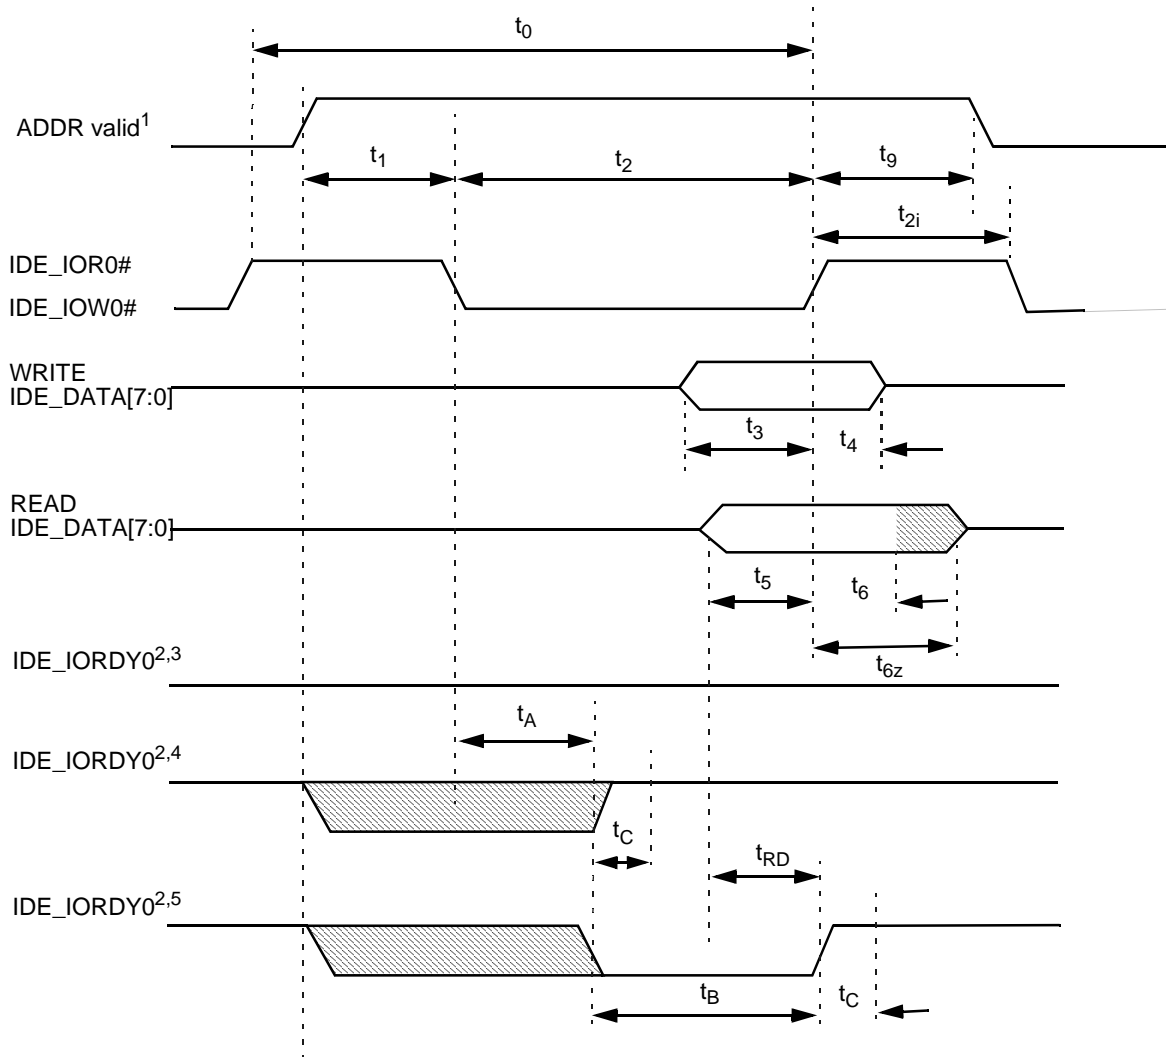 t0
ADDR valid1
t1
t2
t9
t2i
IDE_IOR0#
IDE_IOW0#
WRITE
IDE_DATA[7:0]
t3
t4
READ
IDE_DATA[7:0]
t5
t6
IDE_IORDY02,3
t6z
tA
IDE_IORDY02,4
tC
tRD
IDE_IORDY02,5
tB
tC